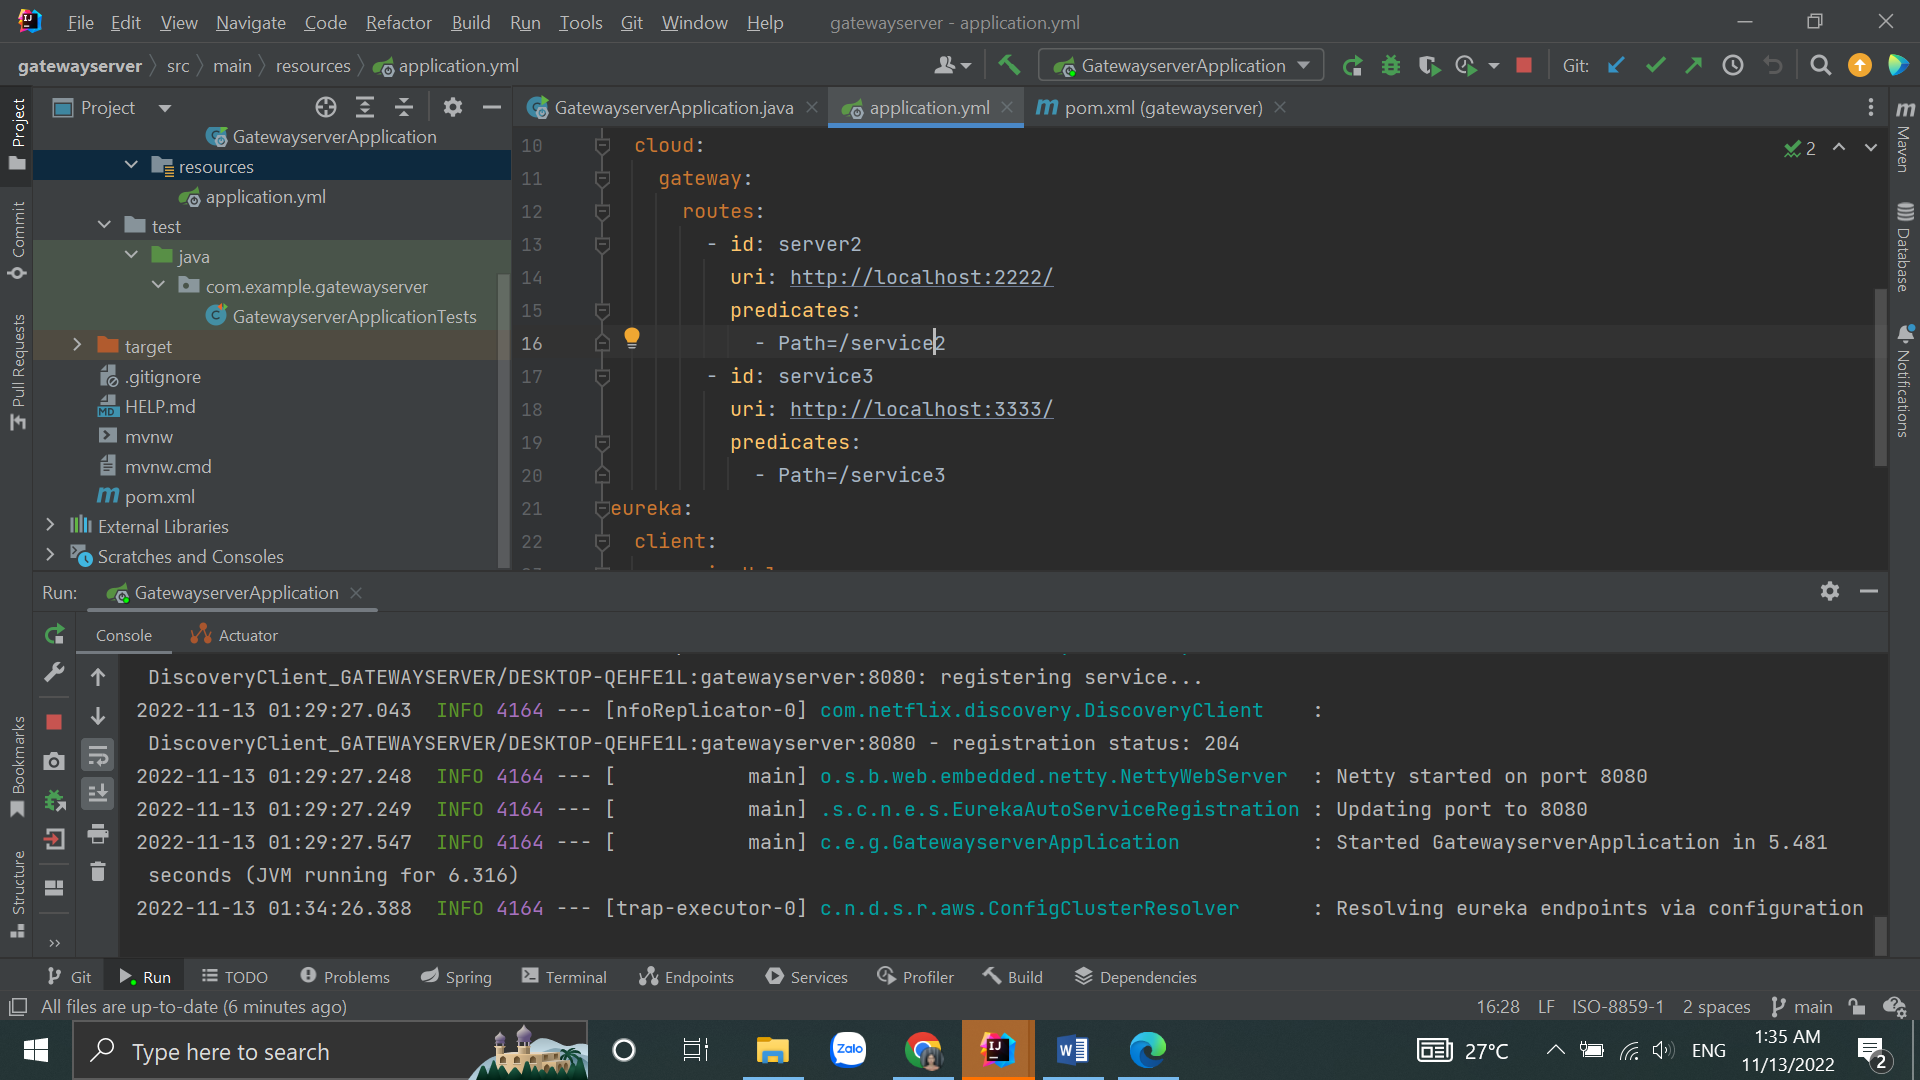 File Edit View Navigate Code Refactor Build Run Tools Git Window Help gatewayserver - application.yml
gatewayserver src main resources application.yml GatewayserverApplication Git:
Project GatewayserverApplication.java application.yml pom.xml (gatewayserver)
Project
Commit
Pull Requests
Bookmarks
Structure
GatewayserverApplication
resources
application.yml
test
java
com.example.gatewayserver
GatewayserverApplicationTests
target
.gitignore
HELP.md
mvnw
mvnw.cmd
pom.xml
External Libraries
Scratches and Consoles
10 cloud:
11 gateway:
12 routes:
13 - id: server2
14 uri: http://localhost:2222/
15 predicates:
16 - Path=/service2
17 - id: service3
18 uri: http://localhost:3333/
19 predicates:
20 - Path=/service3
21 eureka:
22 client:
2
Maven
Database
Notifications
Run: GatewayserverApplication
Console Actuator
DiscoveryClient_GATEWAYSERVER/DESKTOP-QEHFE1L:gatewayserver:8080: registering service...
2022-11-13 01:29:27.043 INFO 4164 --- [nfoReplicator-0] com.netflix.discovery.DiscoveryClient :
DiscoveryClient_GATEWAYSERVER/DESKTOP-QEHFE1L:gatewayserver:8080 - registration status: 204
2022-11-13 01:29:27.248 INFO 4164 --- [ main] o.s.b.web.embedded.netty.NettyWebServer : Netty started on port 8080
2022-11-13 01:29:27.249 INFO 4164 --- [ main] .s.c.n.e.s.EurekaAutoServiceRegistration : Updating port to 8080
2022-11-13 01:29:27.547 INFO 4164 --- [ main] c.e.g.GatewayserverApplication : Started GatewayserverApplication in 5.481
seconds (JVM running for 6.316)
2022-11-13 01:34:26.388 INFO 4164 --- [trap-executor-0] c.n.d.s.r.aws.ConfigClusterResolver : Resolving eureka endpoints via configuration
Git Run TODO Problems Spring Terminal Endpoints Services Profiler Build Dependencies
All files are up-to-date (6 minutes ago) 16:28 LF ISO-8859-1 2 spaces main
Type here to search Zalo 27°C ENG 1:35 AM
11/13/2022 2